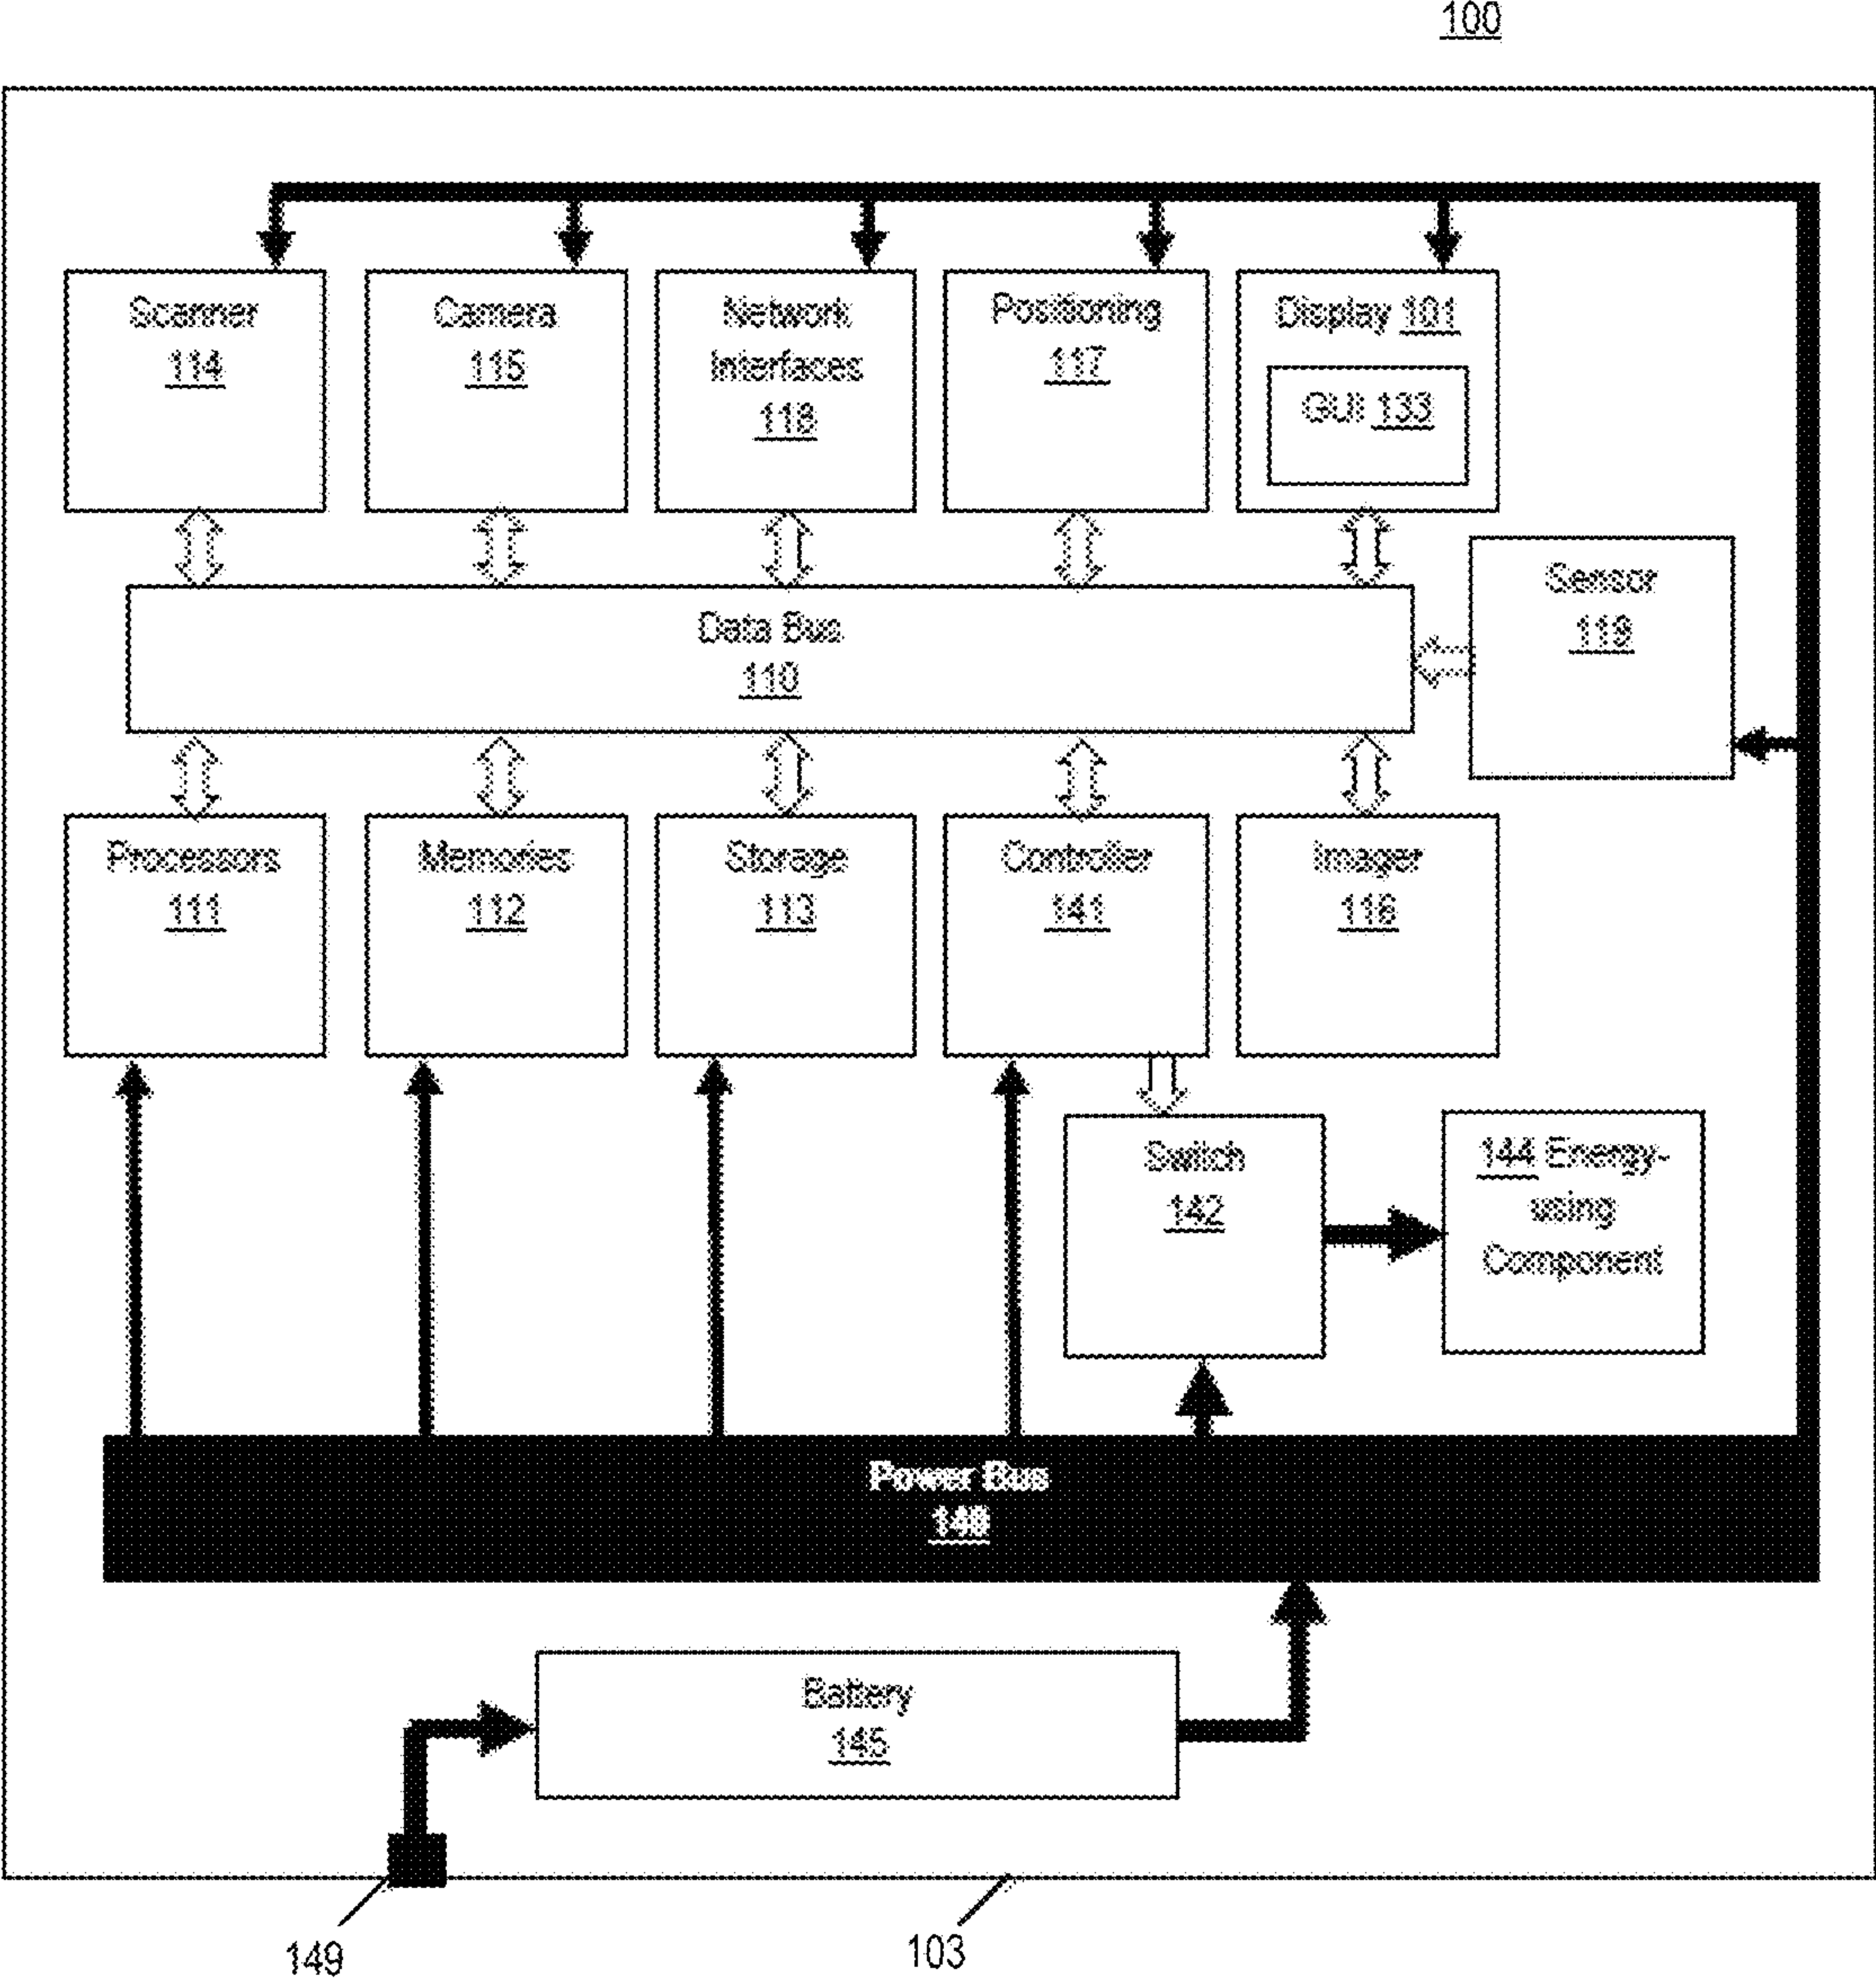 100
Scanner
114
Camera
115
Network
Interfaces
118
Positioning
117
Display 101
GUI 133
Data Bus
110
Sensor
119
Processors
111
Memories
112
Storage
113
Controller
141
Imager
116
Switch
142
144 Energy-
using
Component
Power Bus
140
Battery
145
149
103